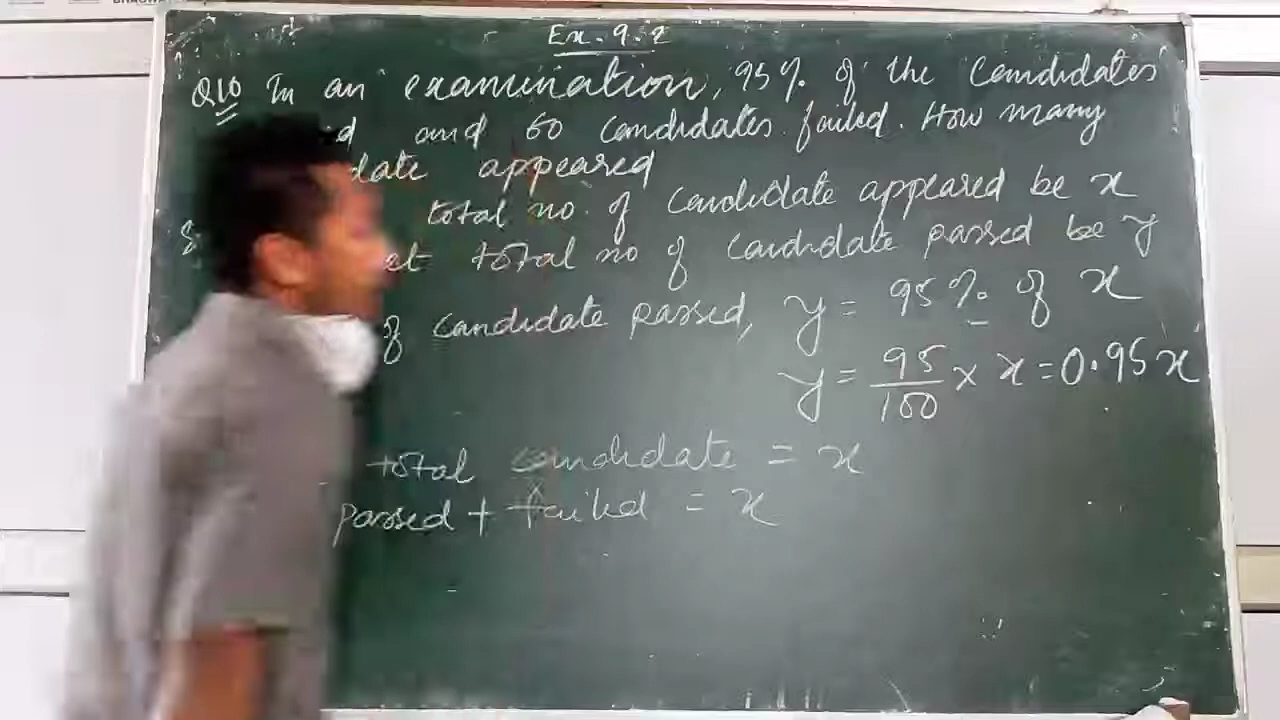 Ex. 9.2
Q10 In an examination, 95% of the Candidates
d and 60 candidates failed. How many
date appeared
total no. of Candidate appeared be x
et total no of candidate passed be y
of candidate passed, y = 95% of x
y = 95/100 × x = 0.95x
total candidate = x
passed + failed = x